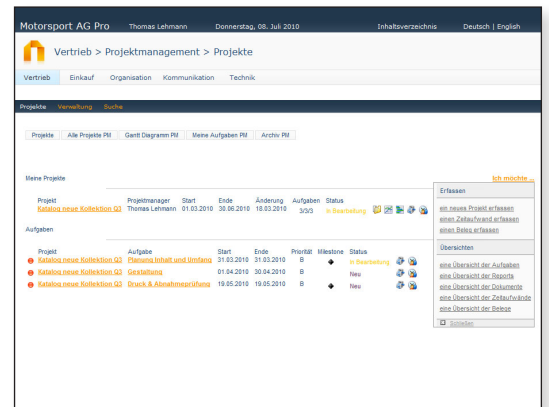 Motorsport AG Pro Thomas Lehmann Donnerstag, 08. Juli 2010 Inhaltsverzeichnis Deutsch | English
Vertrieb > Projektmanagement > Projekte
Vertrieb Einkauf Organisation Kommunikation Technik
Projekte Verwaltung Suche
Projekte Alle Projekte PM Gantt Diagramm PM Meine Aufgaben PM Archiv PM
Meine Projekte Ich möchte ...
Projekt Projektmanager Start Ende Änderung Aufgaben Status
Katalog neue Kollektion Q3 Thomas Lehmann 01.03.2010 30.06.2010 18.03.2010 3/3/3 In Bearbeitung
Aufgaben
Projekt Aufgabe Start Ende Priorität Milestone Status
Katalog neue Kollektion Q3 Planung Inhalt und Umfang 31.03.2010 31.03.2010 B In Bearbeitung
Katalog neue Kollektion Q3 Gestaltung 01.04.2010 30.04.2010 B Neu
Katalog neue Kollektion Q3 Druck & Abnahmeprüfung 19.05.2010 19.05.2010 B Neu
Erfassen
ein neues Projekt erfassen
einen Zeitaufwand erfassen
einen Beleg erfassen
Übersichten
eine Übersicht der Aufgaben
eine Übersicht der Reports
eine Übersicht der Dokumente
eine Übersicht der Zeitaufwände
eine Übersicht der Belege
Schließen